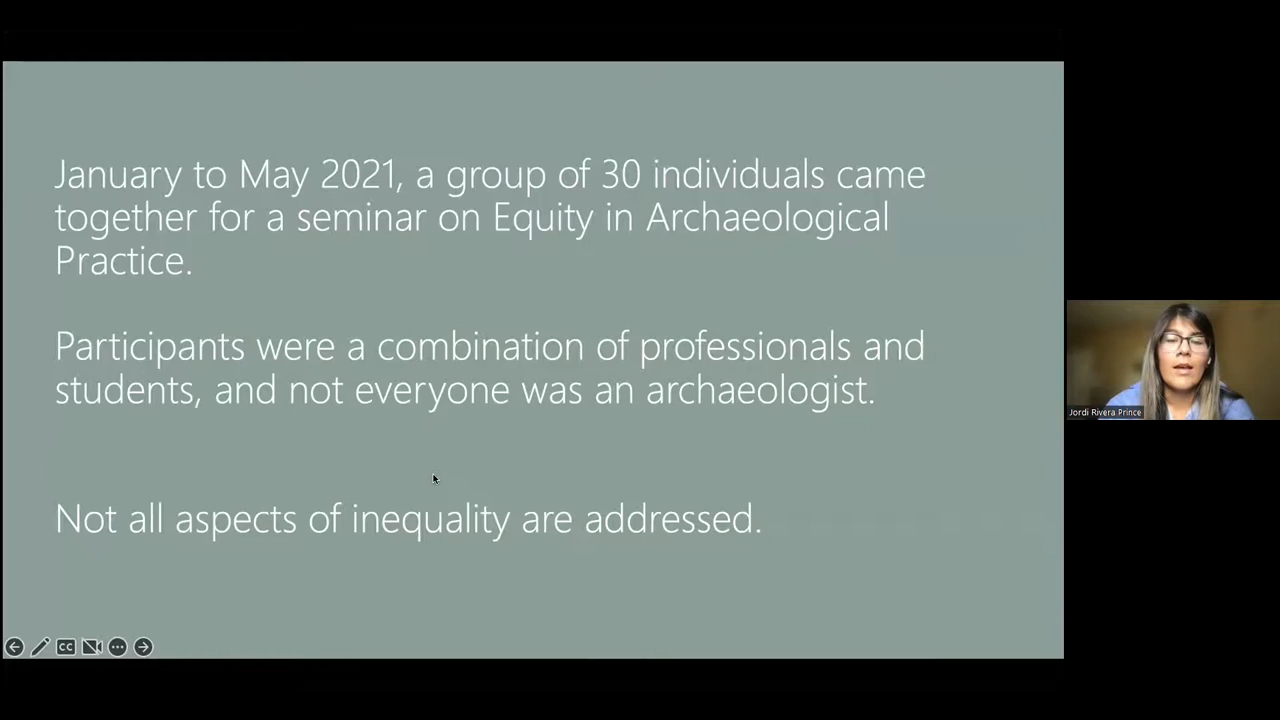 January to May 2021, a group of 30 individuals came
together for a seminar on Equity in Archaeological
Practice.
Participants were a combination of professionals and
students, and not everyone was an archaeologist.
Not all aspects of inequality are addressed.
Jordi Rivera Prince
CC